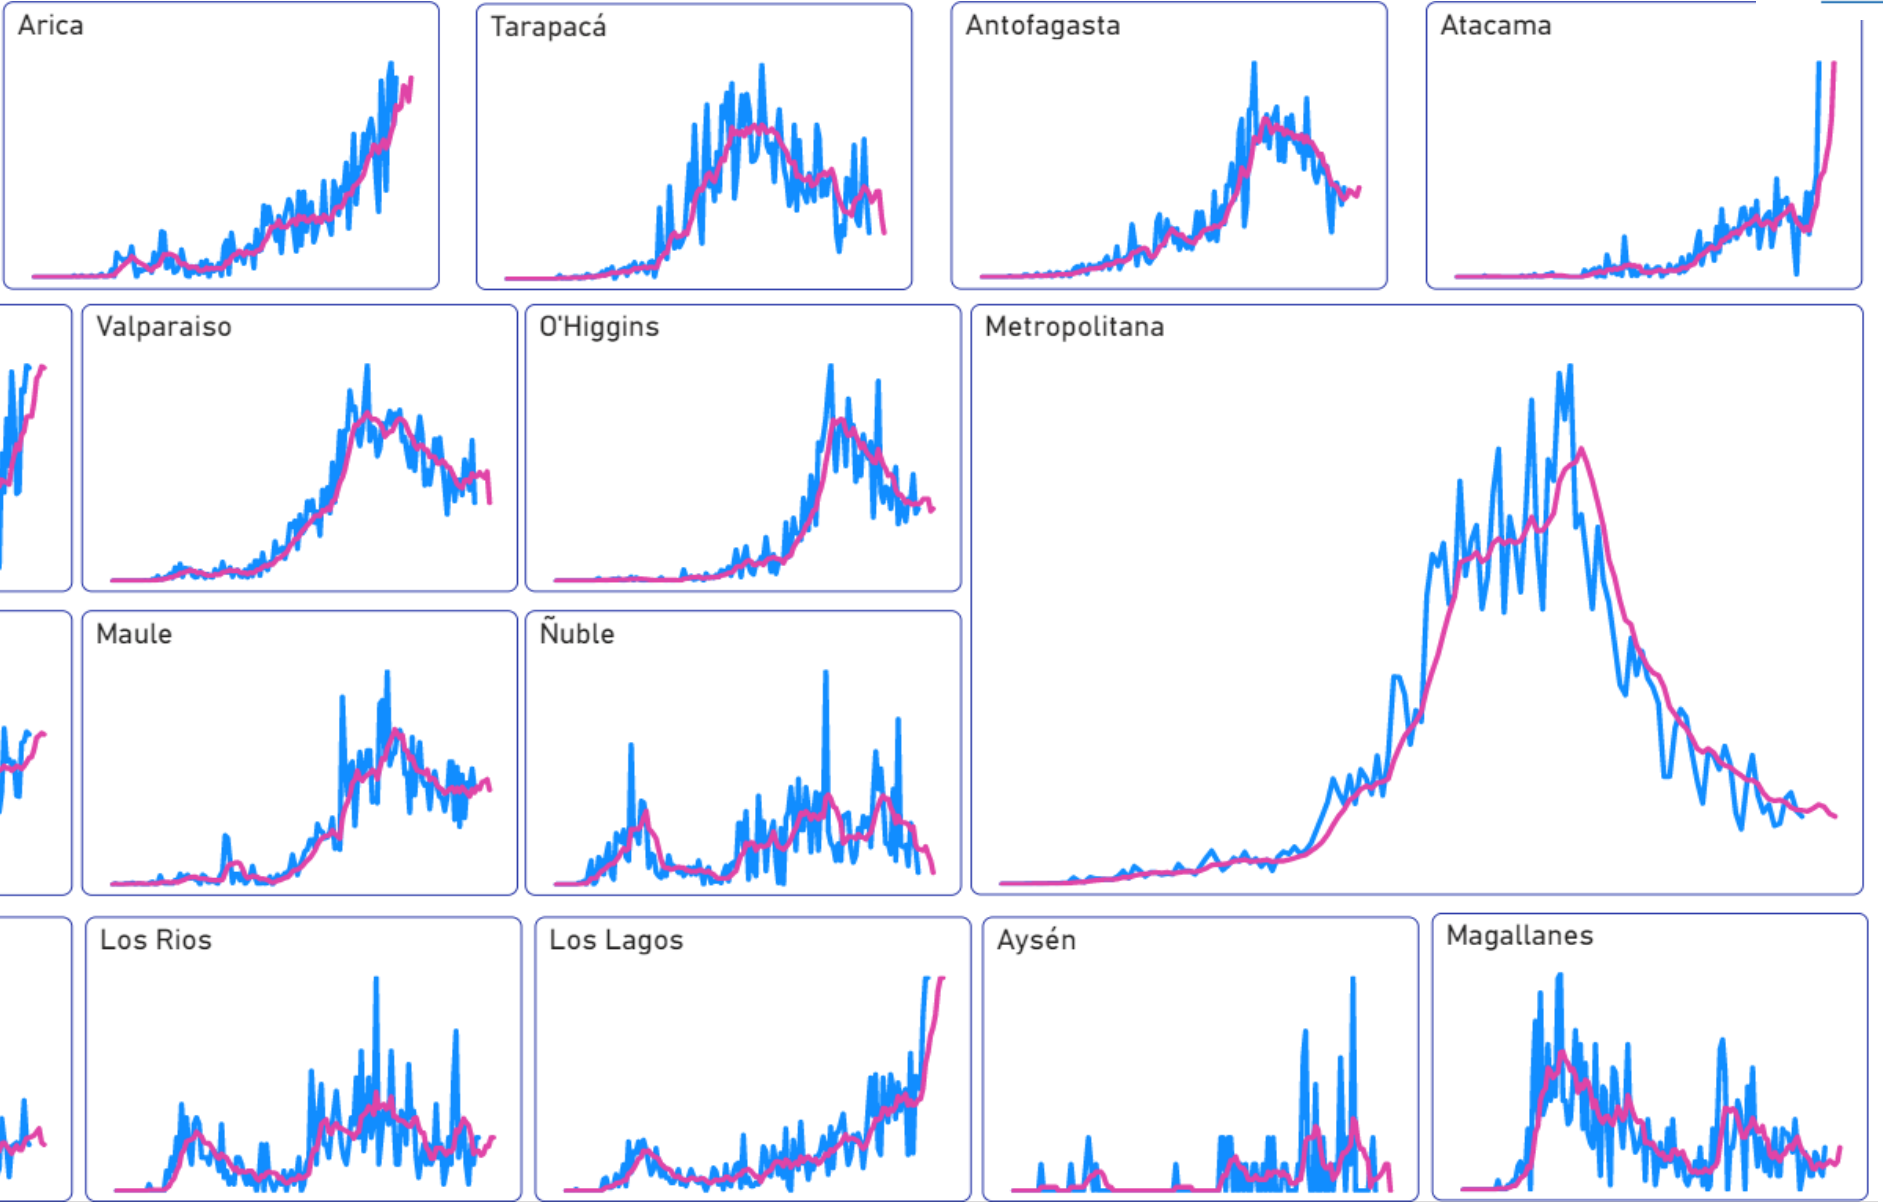 Arica
Tarapacá
Antofagasta
Atacama
Valparaiso
O'Higgins
Metropolitana
Maule
Ñuble
Los Rios
Los Lagos
Aysén
Magallanes